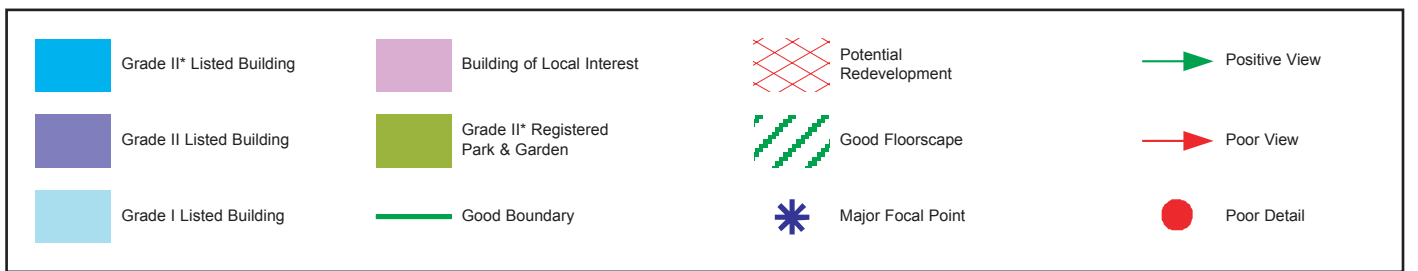 Grade II* Listed Building
Grade II Listed Building
Grade I Listed Building
Building of Local Interest
Grade II* Registered
Park & Garden
Good Boundary
Potential
Redevelopment
Good Floorscape
Major Focal Point
Positive View
Poor View
Poor Detail